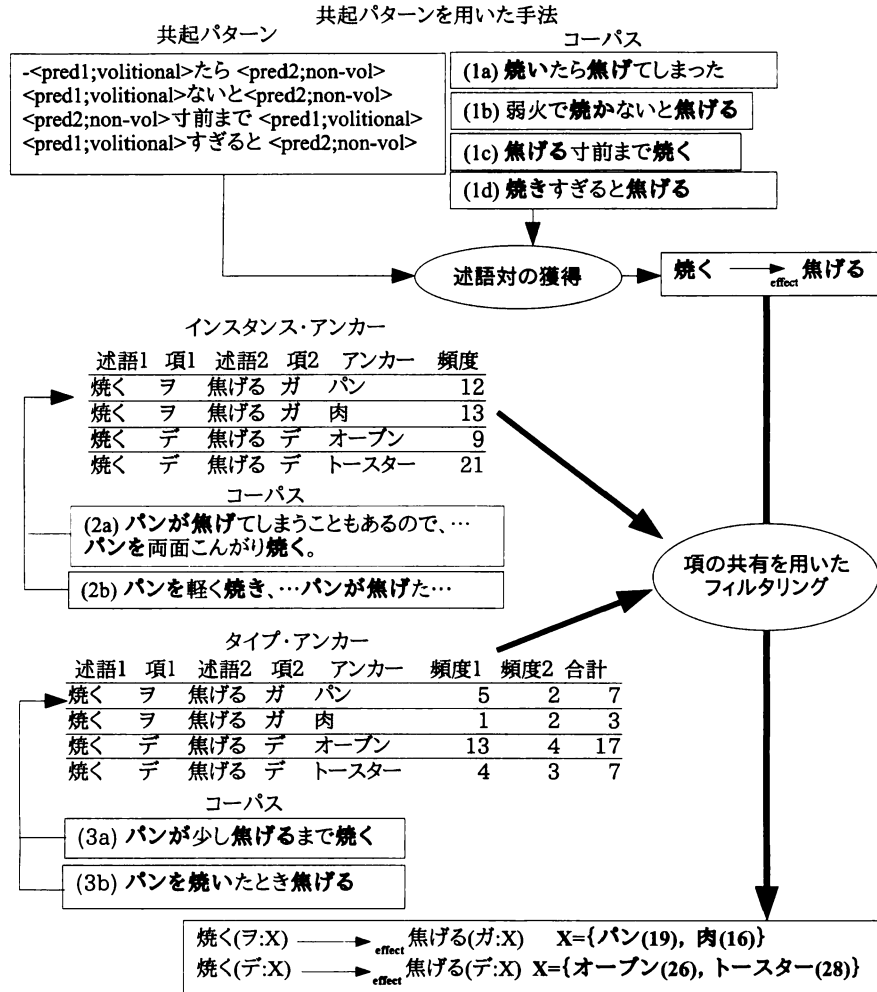 共起パターンを用いた手法
共起パターン
-<pred1;volitional>たら <pred2;non-vol>
<pred1;volitional>ないと<pred2;non-vol>
<pred2;non-vol>寸前まで <pred1;volitional>
<pred1;volitional>すぎると <pred2;non-vol>
コーパス
(1a) 焼いたら焦げてしまった
(1b) 弱火で焼かないと焦げる
(1c) 焦げる寸前まで焼く
(1d) 焼きすぎると焦げる
述語対の獲得
焼く effect 焦げる
インスタンス・アンカー
述語1 項1 述語2 項2 アンカー 頻度
焼く ヲ 焦げる ガ パン 12
焼く ヲ 焦げる ガ 肉 13
焼く デ 焦げる デ オーブン 9
焼く デ 焦げる デ トースター 21
コーパス
(2a) パンが焦げてしまうこともあるので、…
パンを両面こんがり焼く。
(2b) パンを軽く焼き、…パンが焦げた…
項の共有を用いた
フィルタリング
タイプ・アンカー
述語1 項1 述語2 項2 アンカー 頻度1 頻度2 合計
焼く ヲ 焦げる ガ パン 5 2 7
焼く ヲ 焦げる ガ 肉 1 2 3
焼く デ 焦げる デ オーブン 13 4 17
焼く デ 焦げる デ トースター 4 3 7
コーパス
(3a) パンが少し焦げるまで焼く
(3b) パンを焼いたとき焦げる
焼く(ヲ:X) effect 焦げる(ガ:X) X={パン(19), 肉(16)}
焼く(デ:X) effect 焦げる(デ:X) X={オーブン(26), トースター(28)}